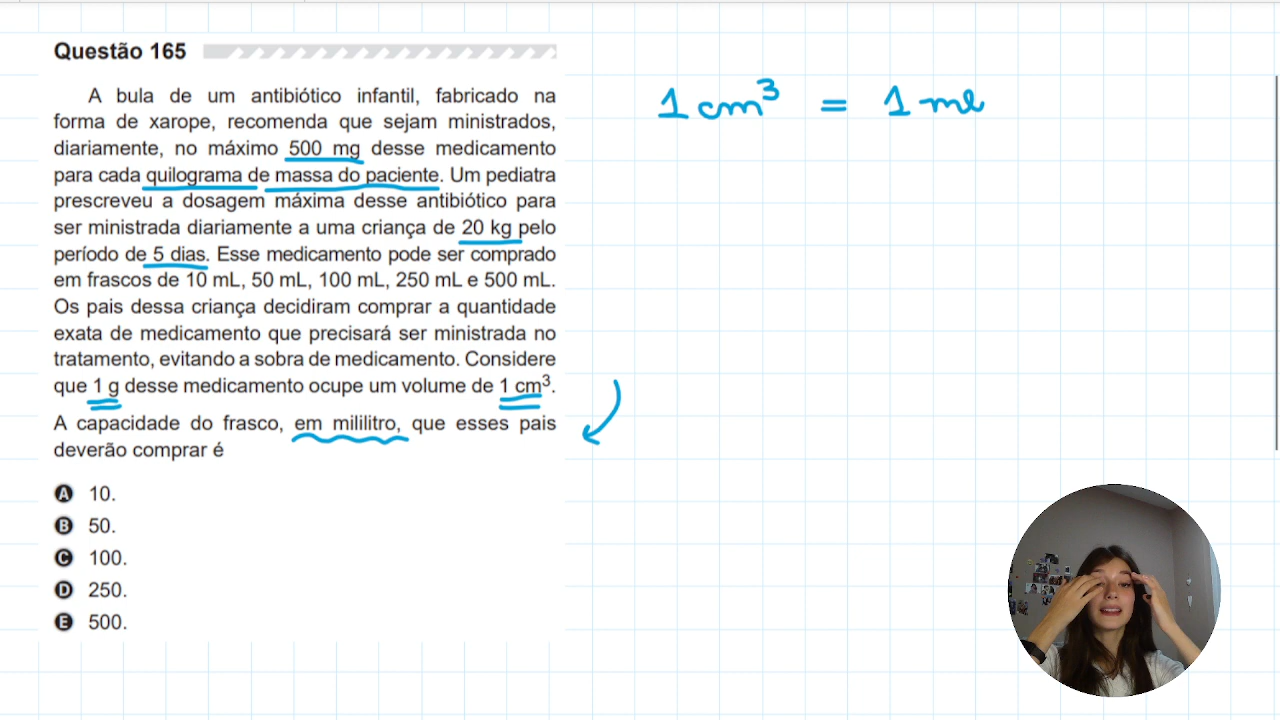 Questão 165
A bula de um antibiótico infantil, fabricado na
forma de xarope, recomenda que sejam ministrados,
diariamente, no máximo 500 mg desse medicamento
para cada quilograma de massa do paciente. Um pediatra
prescreveu a dosagem máxima desse antibiótico para
ser ministrada diariamente a uma criança de 20 kg pelo
período de 5 dias. Esse medicamento pode ser comprado
em frascos de 10 mL, 50 mL, 100 mL, 250 mL e 500 mL.
Os pais dessa criança decidiram comprar a quantidade
exata de medicamento que precisará ser ministrada no
tratamento, evitando a sobra de medicamento. Considere
que 1 g desse medicamento ocupe um volume de 1 cm³.
A capacidade do frasco, em mililitro, que esses pais
deverão comprar é
A 10.
B 50.
C 100.
D 250.
E 500.
1 cm³ = 1 ml